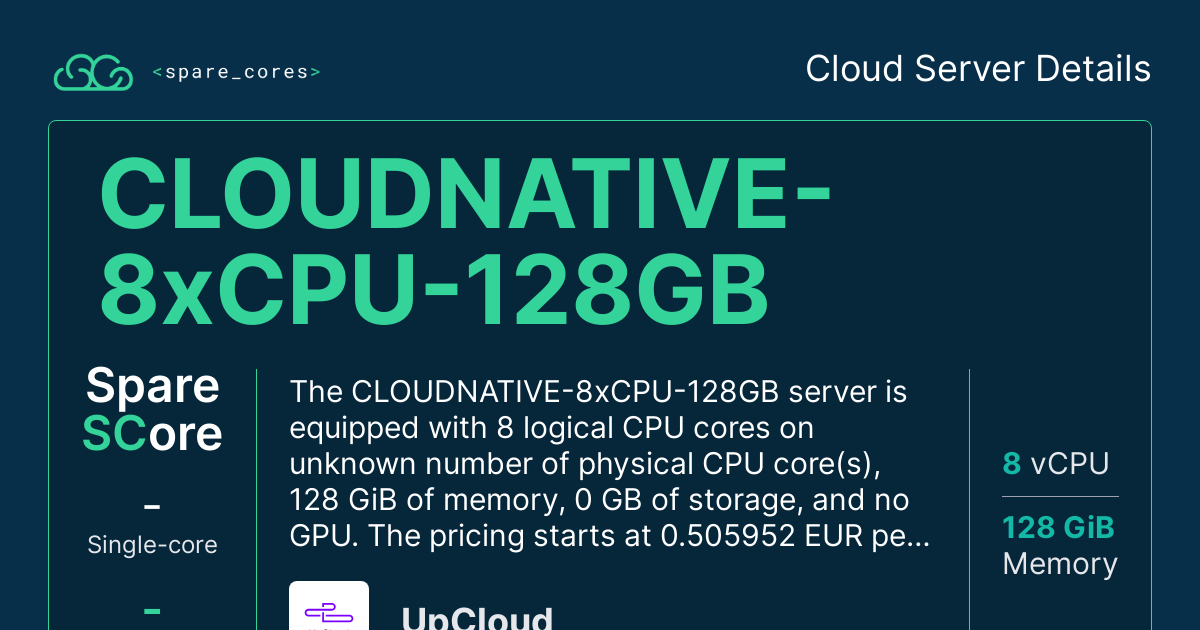 <spare_cores>
Cloud Server Details
CLOUDNATIVE-
8xCPU-128GB
Spare
SCore
–
Single-core
–
The CLOUDNATIVE-8xCPU-128GB server is
equipped with 8 logical CPU cores on
unknown number of physical CPU core(s),
128 GiB of memory, 0 GB of storage, and no
GPU. The pricing starts at 0.505952 EUR pe...
UpCloud
8 vCPU
128 GiB
Memory